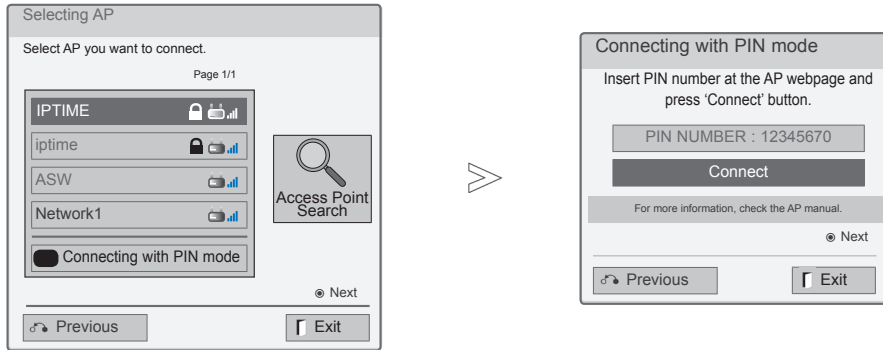 Selecting AP
Select AP you want to connect.
Page 1/1
IPTIME
iptime
ASW
Network1
Connecting with PIN mode
Access Point
Search
Next
Previous
Exit
Connecting with PIN mode
Insert PIN number at the AP webpage and
press ‘Connect’ button.
PIN NUMBER : 12345670
Connect
For more information, check the AP manual.
Next
Previous
Exit